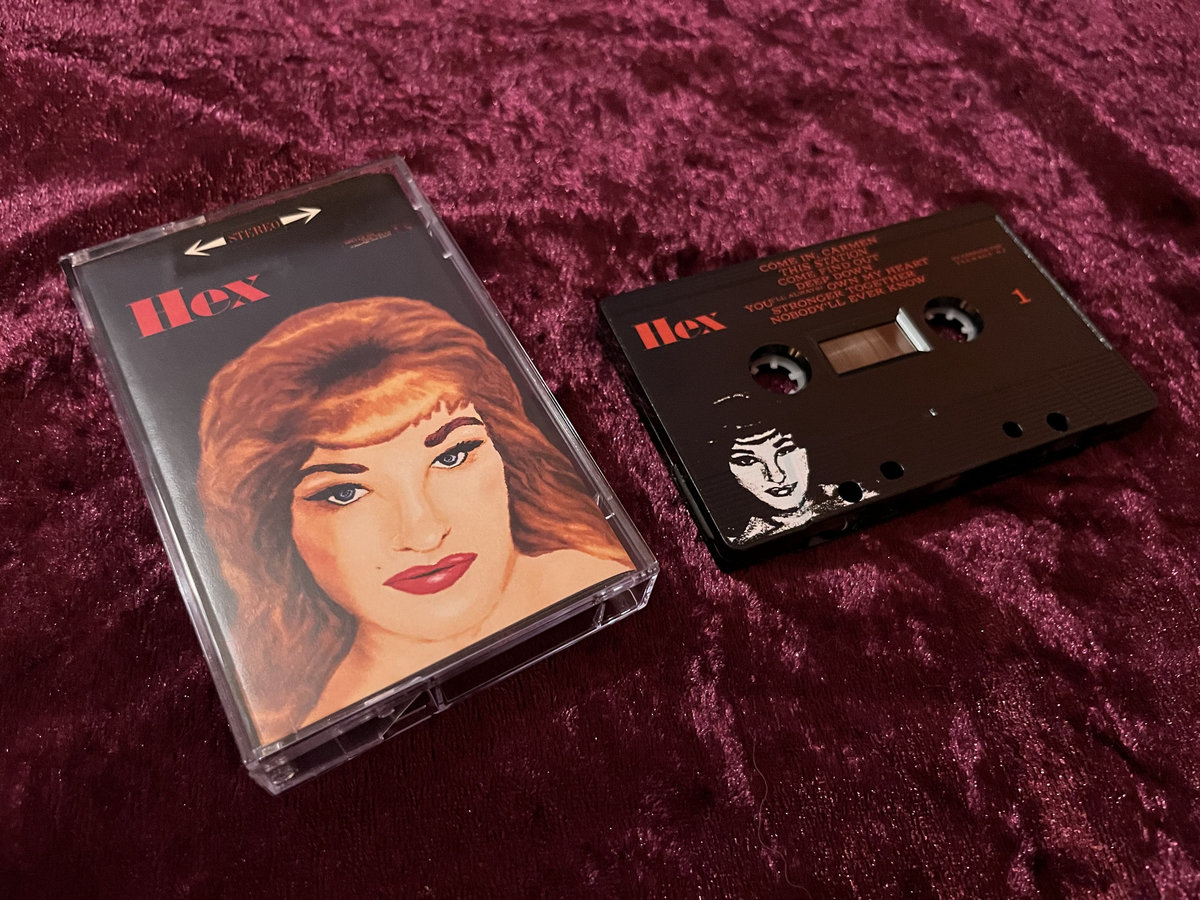 STEREO
Hex
Hex
COME IN, CARMEN
THIS STATION
DEEP FIND OUT
CORNER DOWN
YOU'LL ALWAYS OWN MY HEART
STRONGER TOGETHER
NOBODY'LL EVER KNOW
1